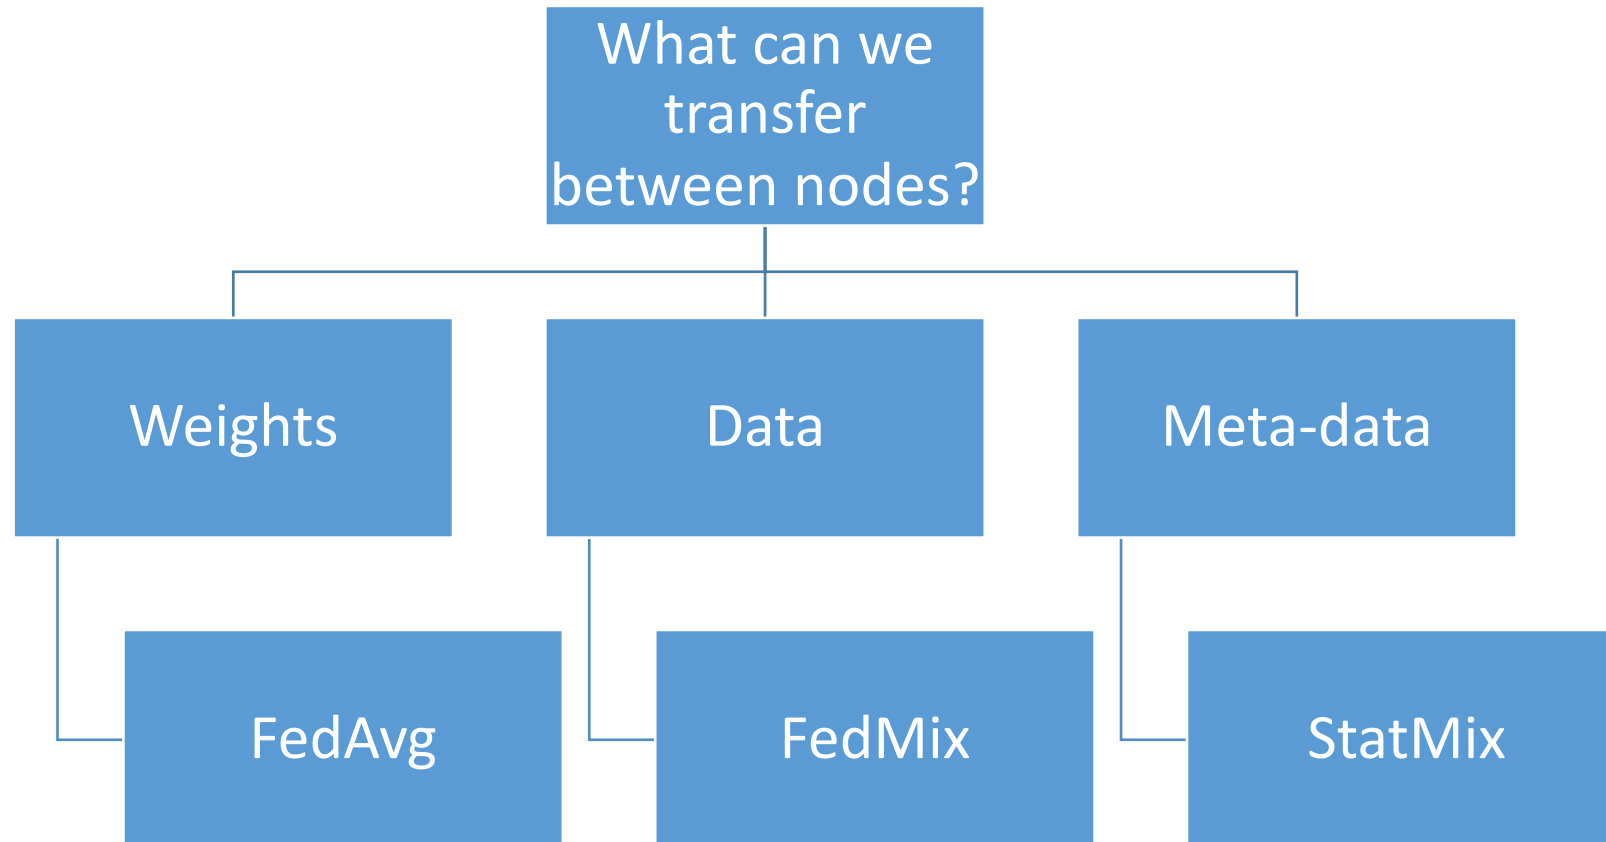 What can we
transfer
between nodes?
Weights
Data
Meta-data
FedAvg
FedMix
StatMix